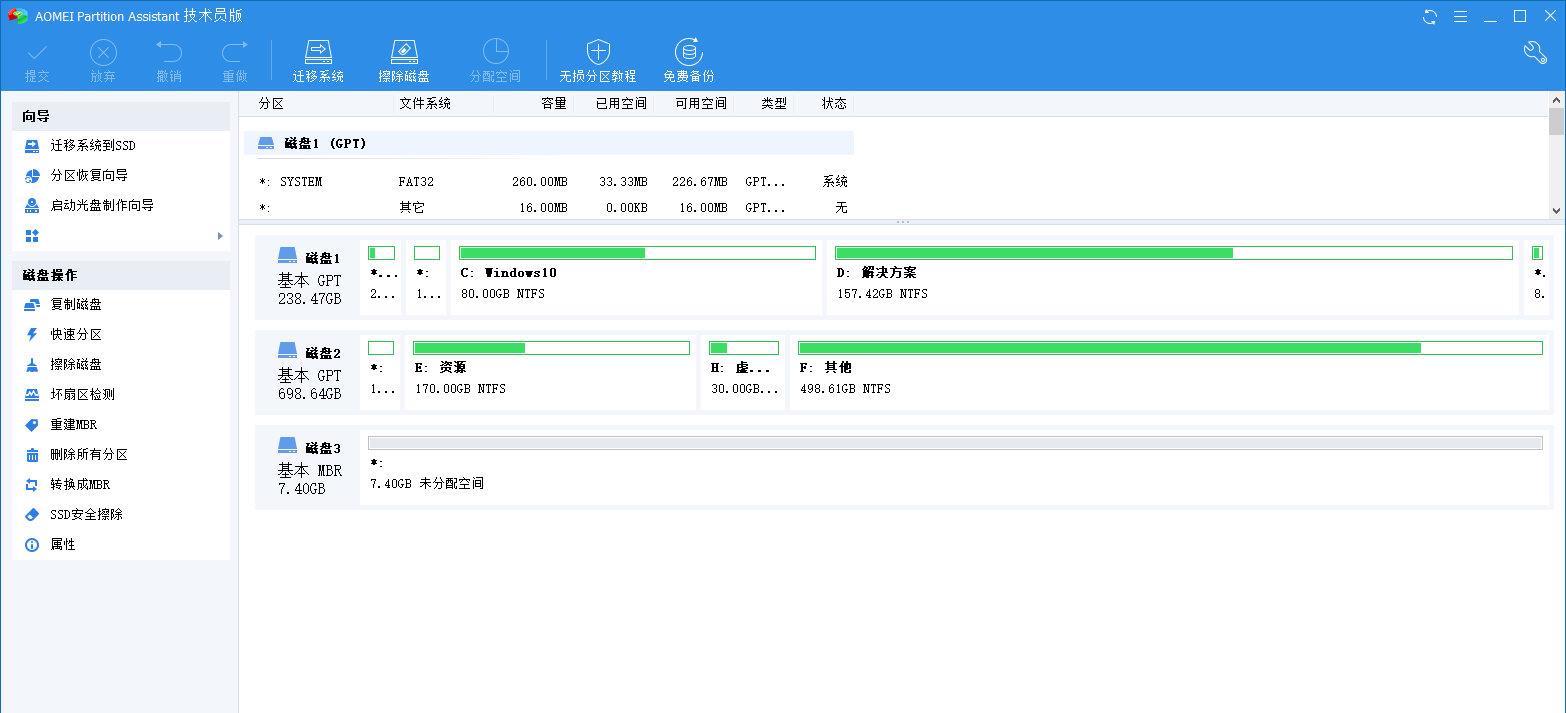 AOMEI Partition Assistant 技术员版
提交 放弃 撤销 重做 迁移系统 擦除磁盘 分配空间 无损分区教程 免费备份
向导
迁移系统到SSD
分区恢复向导
启动光盘制作向导
磁盘操作
复制磁盘
快速分区
擦除磁盘
坏扇区检测
重建MBR
删除所有分区
转换成MBR
SSD安全擦除
属性
分区 文件系统 容量 已用空间 可用空间 类型 状态
磁盘1 (GPT)
*: SYSTEM FAT32 260.00MB 33.33MB 226.67MB GPT... 系统
*: 其它 16.00MB 0.00KB 16.00MB GPT... 无
磁盘1
基本 GPT
238.47GB
*...
2...
*:
1...
C: Windows10
80.00GB NTFS
D: 解决方案
157.42GB NTFS
*.
8.
磁盘2
基本 GPT
698.64GB
*:
1...
E: 资源
170.00GB NTFS
H: 虚...
30.00GB...
F: 其他
498.61GB NTFS
磁盘3
基本 MBR
7.40GB
*:
7.40GB 未分配空间